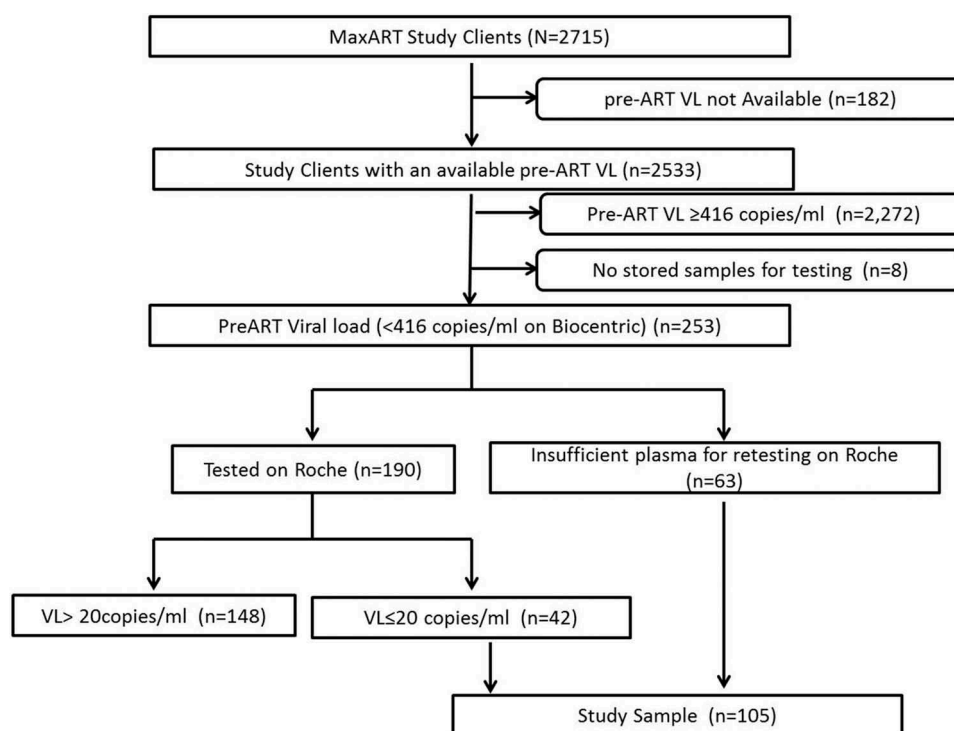 MaxART Study Clients (N=2715)
pre-ART VL not Available (n=182)
Study Clients with an available pre-ART VL (n=2533)
Pre-ART VL ≥416 copies/ml (n=2,272)
No stored samples for testing (n=8)
PreART Viral load (<416 copies/ml on Biocentric) (n=253)
Tested on Roche (n=190)
Insufficient plasma for retesting on Roche
(n=63)
VL> 20copies/ml (n=148)
VL≤20 copies/ml (n=42)
Study Sample (n=105)